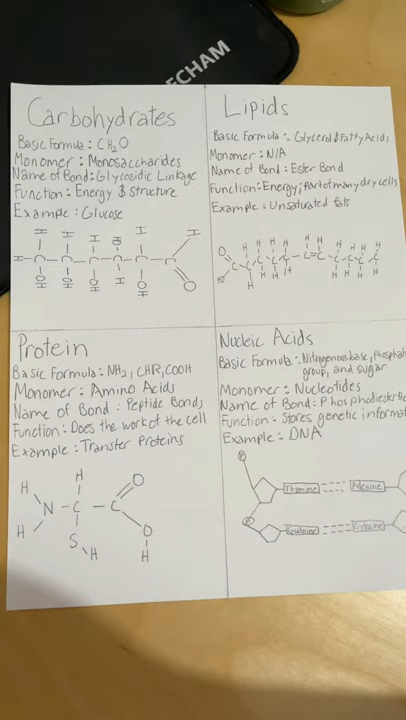 ECHAM
Carbohydrates
Basic Formula: CH2O
Monomer: Monosaccharides
Name of Bond: Glycosidic Linkage
Function: Energy & Structure
Example: Glucose
Lipids
Basic Formula: Glycerol & Fatty Acids
Monomer: N/A
Name of Bond: Ester Bond
Function: Energy; Part of many dry cells
Example: Unsaturated fats
Protein
Basic Formula: NH2, CHR, COOH
Monomer: Amino Acids
Name of Bond: Peptide Bonds
Function: Does the work of the cell
Example: Transfer Proteins
H H
N - C - C O
H S O
H H
Nucleic Acids
Basic Formula: Nitrogenous base, Phosphate
group, and sugar
Monomer: Nucleotides
Name of Bond: Phosphodiester Bo
Function: Stores genetic informat
Example: DNA
P
Thymine Adenine
P
Guanine Cytosine